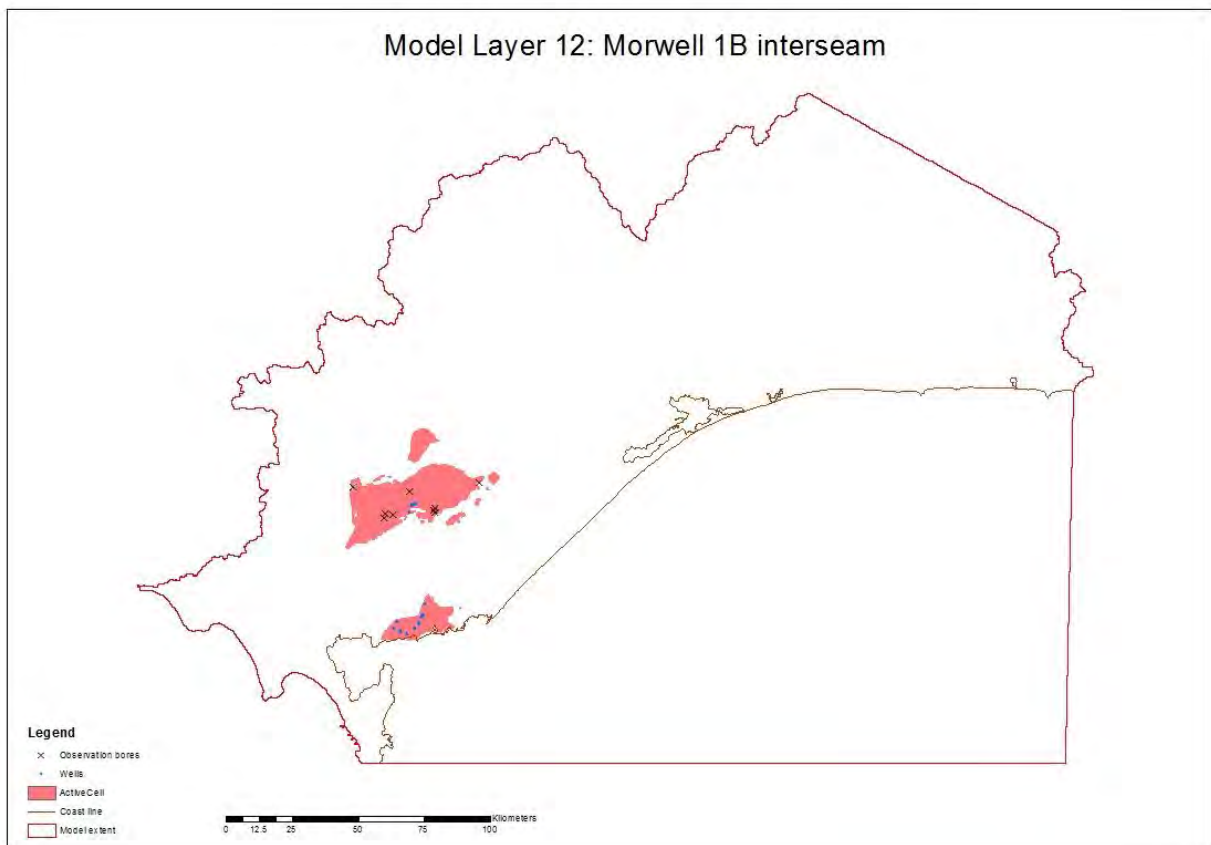 Model Layer 12: Morwell 1B interseam
Legend
Observation bores
Wells
ActiveCell
Coast line
Model extent
Kilometers
0 12.5 25 50 75 100